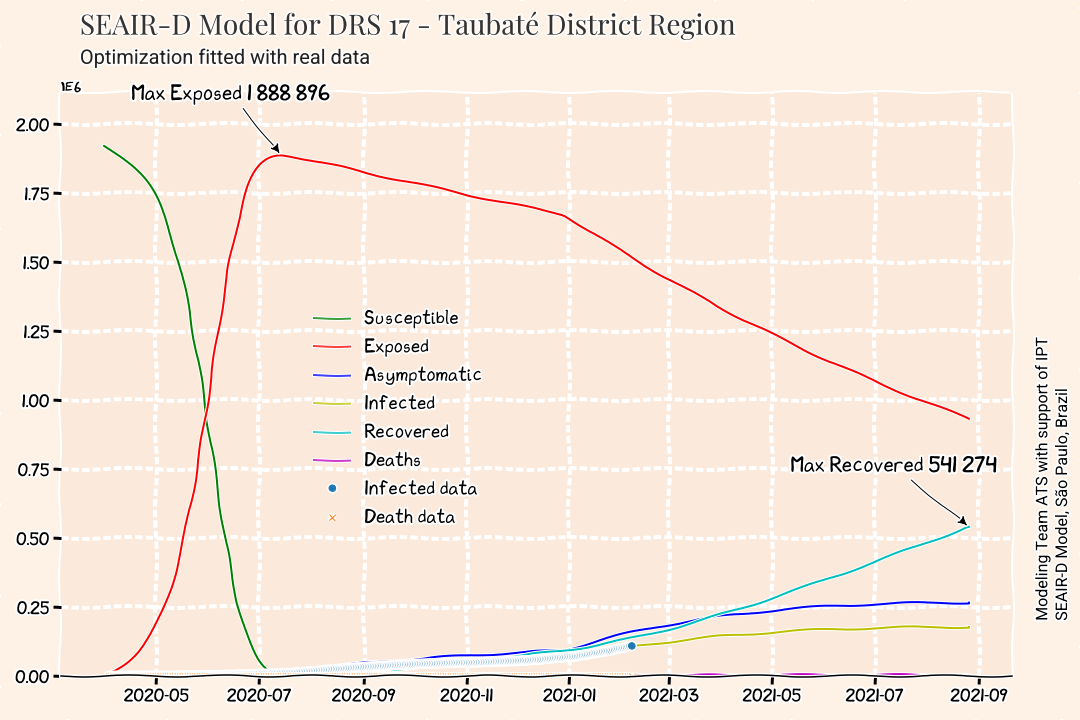 SEAIR-D Model for DRS 17 - Taubaté District Region
Optimization fitted with real data
1E6
Max Exposed 1 888 896
2.00
1.75
1.50
1.25
1.00
0.75
0.50
0.25
0.00
Susceptible
Exposed
Asymptomatic
Infected
Recovered
Deaths
Infected data
Death data
Max Recovered 541 274
2020-05
2020-07
2020-09
2020-11
2021-01
2021-03
2021-05
2021-07
2021-09
Modeling Team ATS with support of IPT
SEAIR-D Model, São Paulo, Brazil